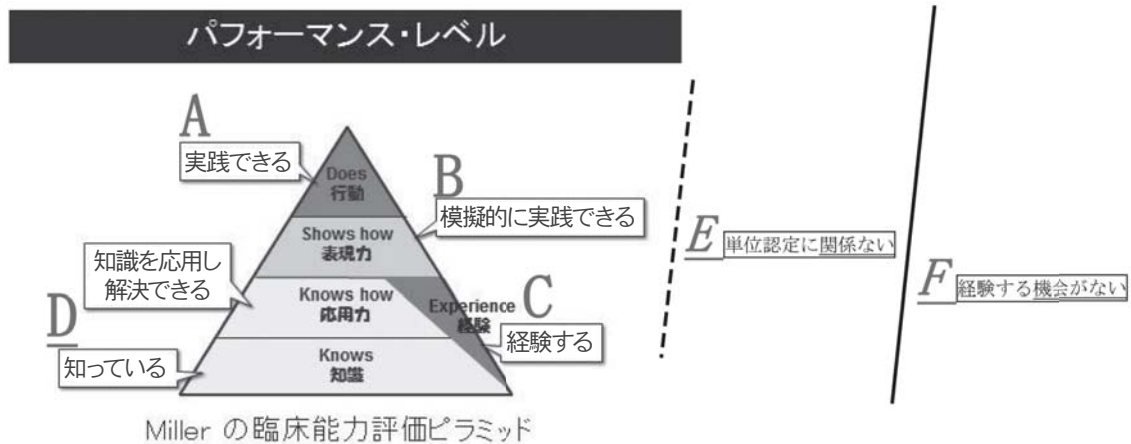 パフォーマンス・レベル
A
実践できる
Does
行動
B
模擬的に実践できる
Shows how
表現力
知識を応用し
解決できる
Knows how
応用力
Experience
経験
C
経験する
D
知っている
Knows
知識
Miller の臨床能力評価ピラミッド
E 単位認定に関係ない
F 経験する機会がない